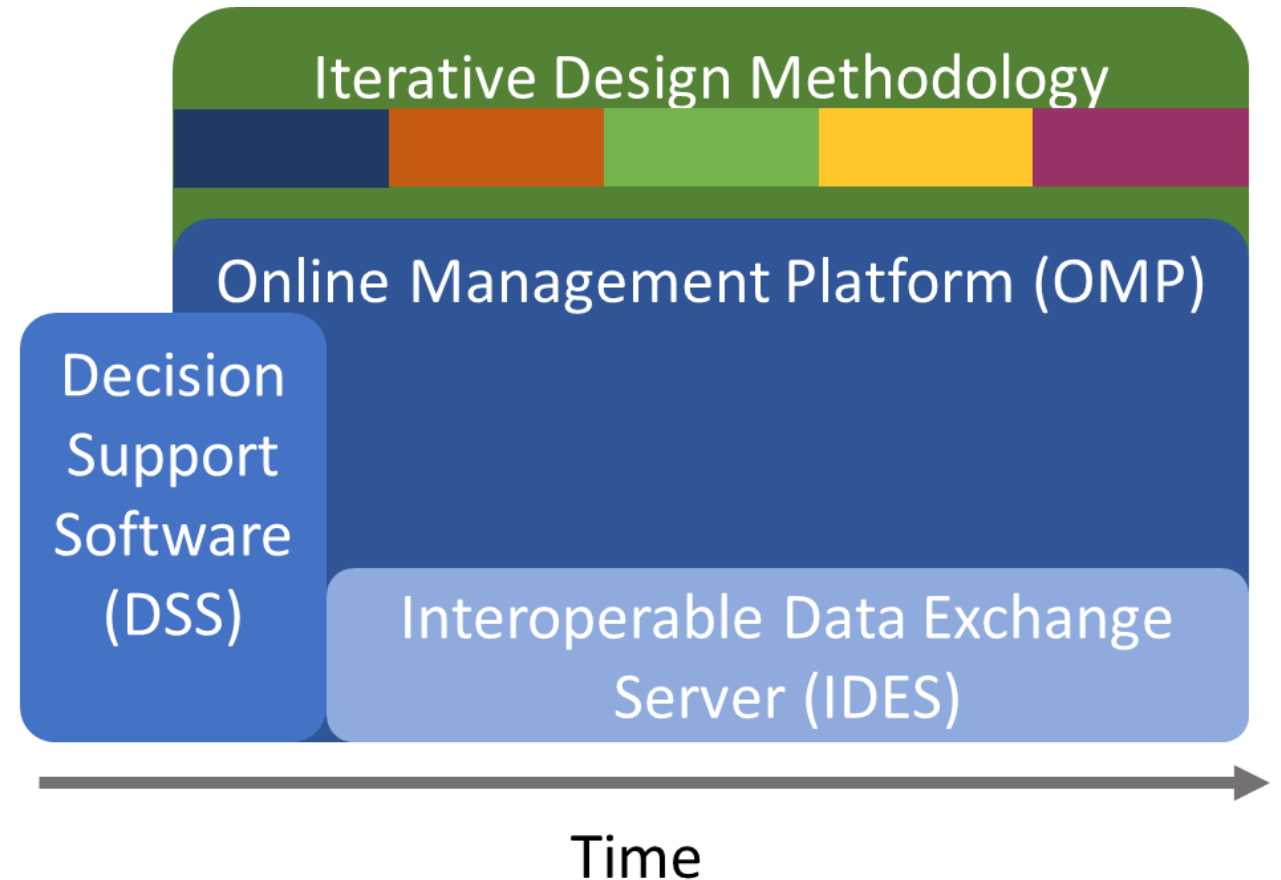 Iterative Design Methodology
Online Management Platform (OMP)
Decision
Support
Software
(DSS)
Interoperable Data Exchange
Server (IDES)
Time